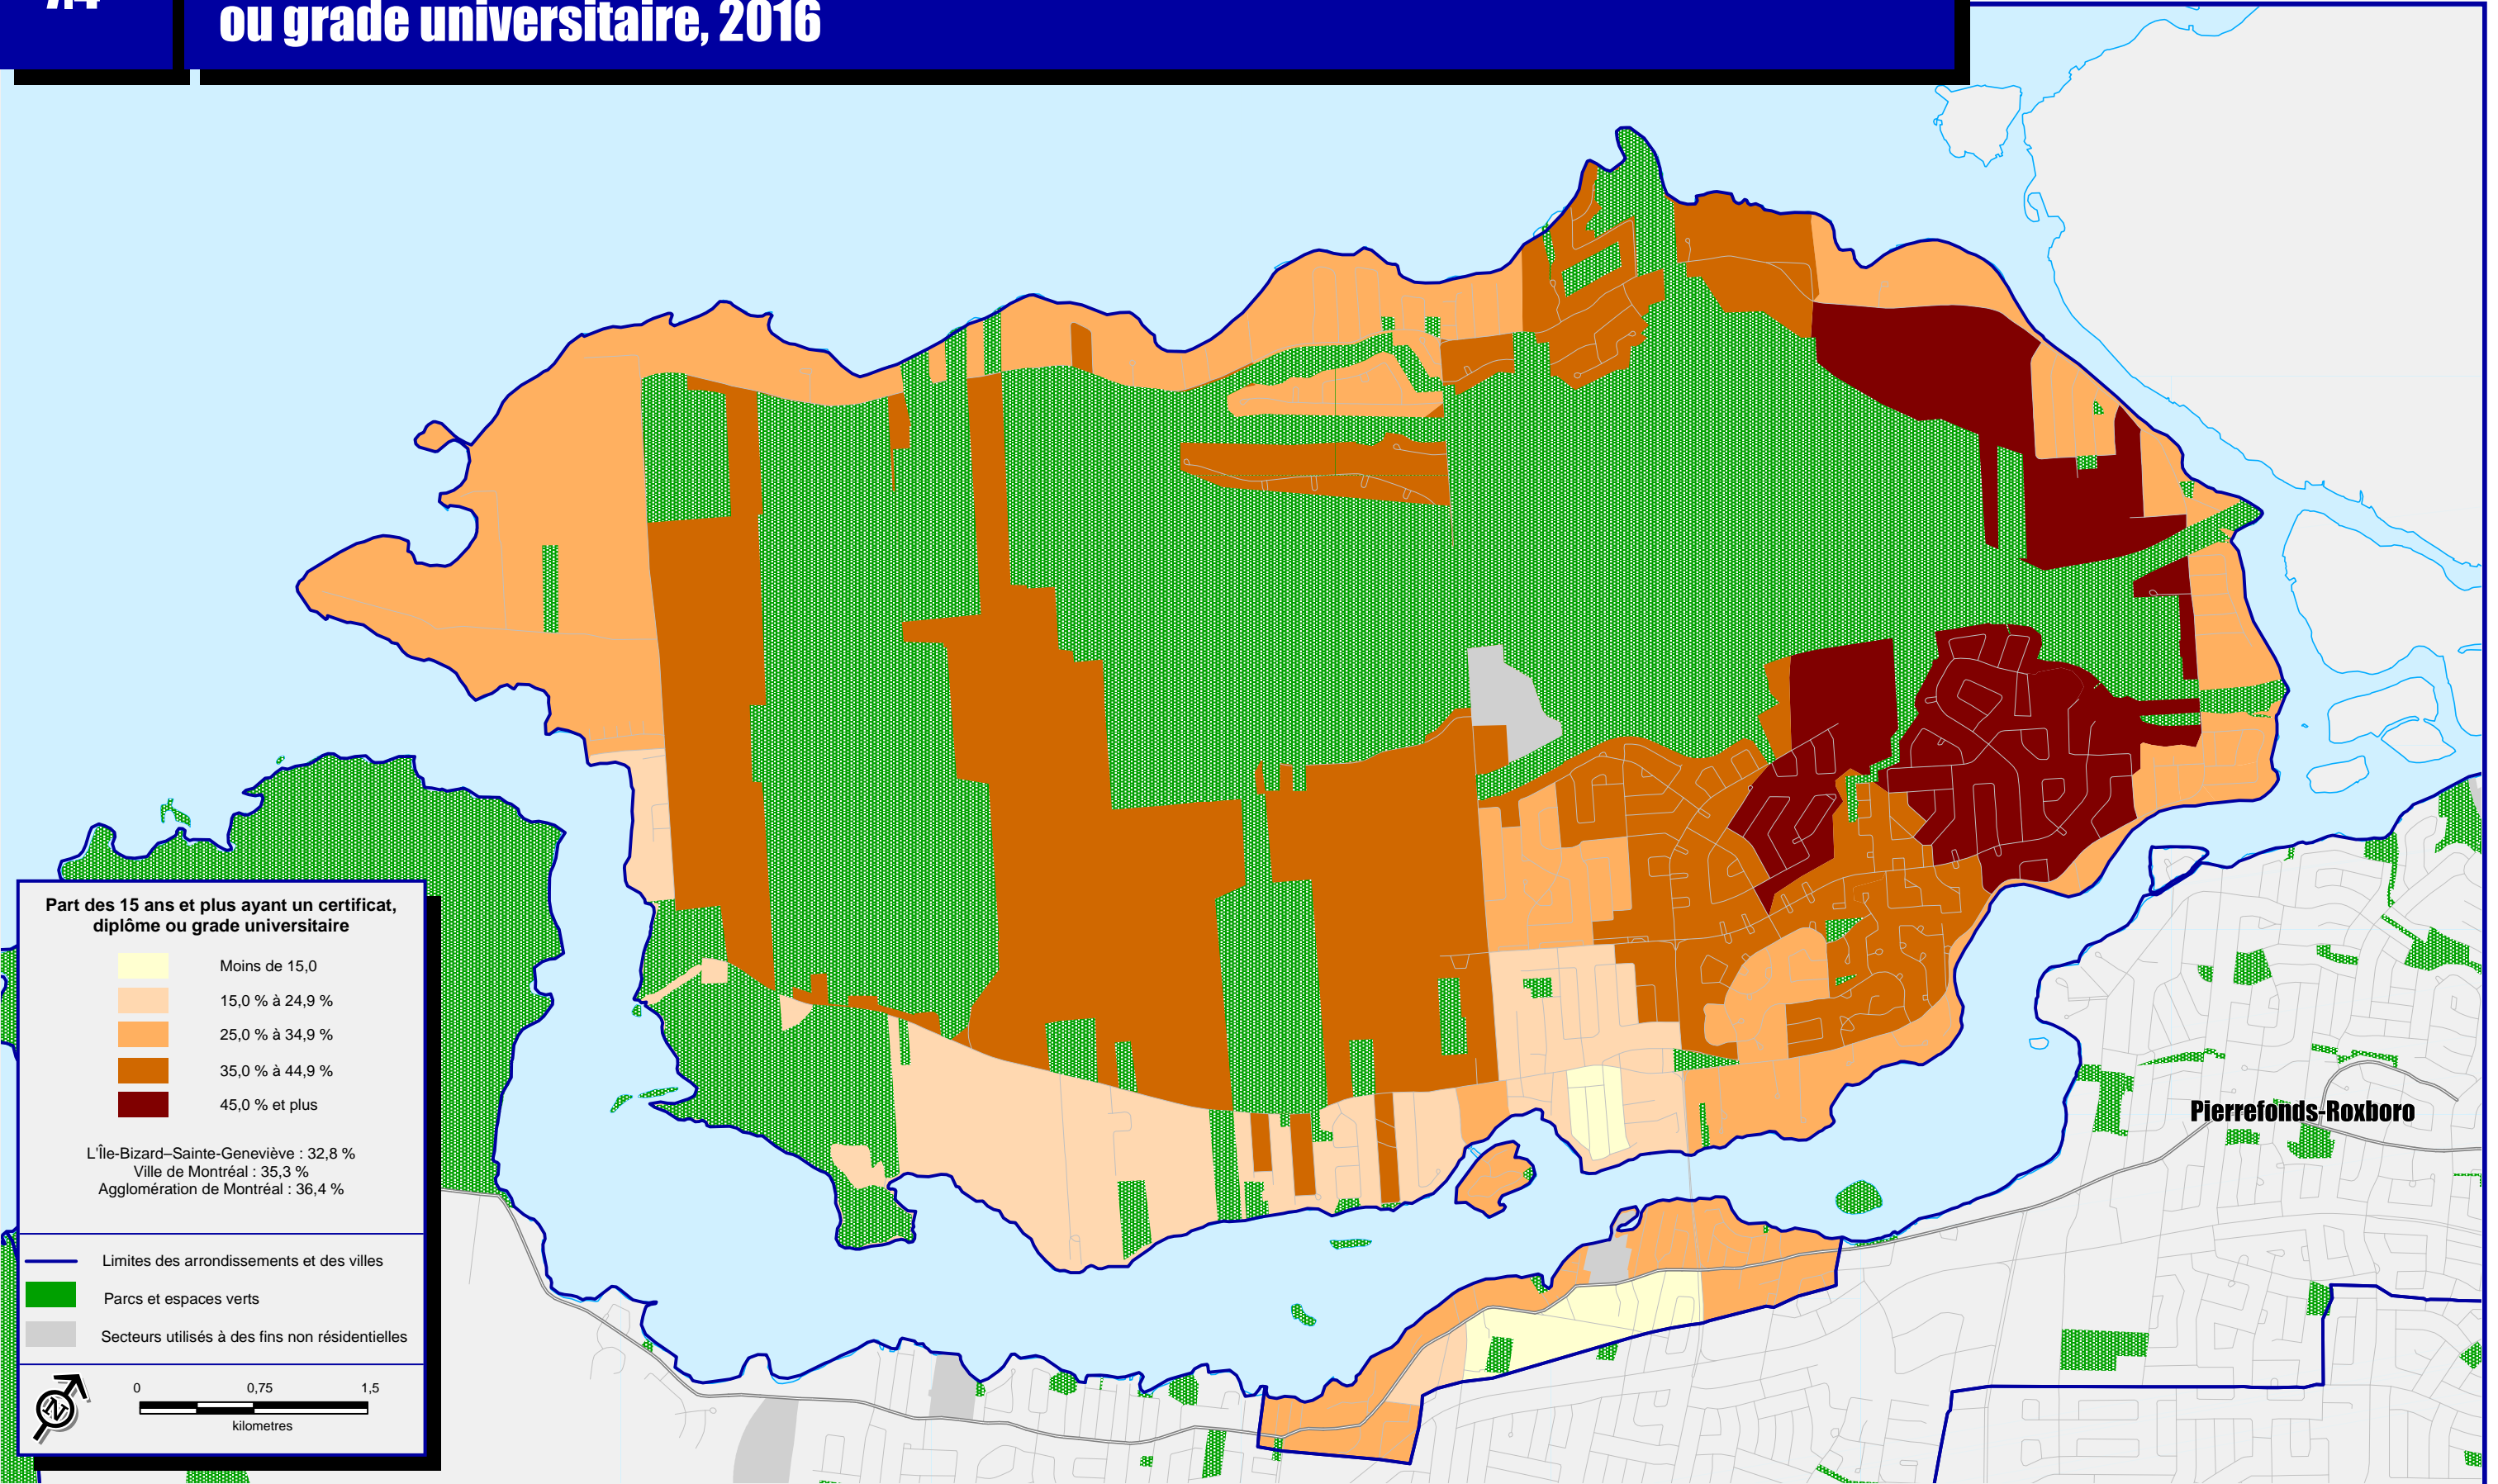 7.4
ou grade universitaire, 2016
Part des 15 ans et plus ayant un certificat,
diplôme ou grade universitaire
Moins de 15,0
15,0 % à 24,9 %
25,0 % à 34,9 %
35,0 % à 44,9 %
45,0 % et plus
L'Île-Bizard–Sainte-Geneviève : 32,8 %
Ville de Montréal : 35,3 %
Agglomération de Montréal : 36,4 %
Limites des arrondissements et des villes
Parcs et espaces verts
Secteurs utilisés à des fins non résidentielles
N
0 0,75 1,5
kilometres
Pierrefonds-Roxboro